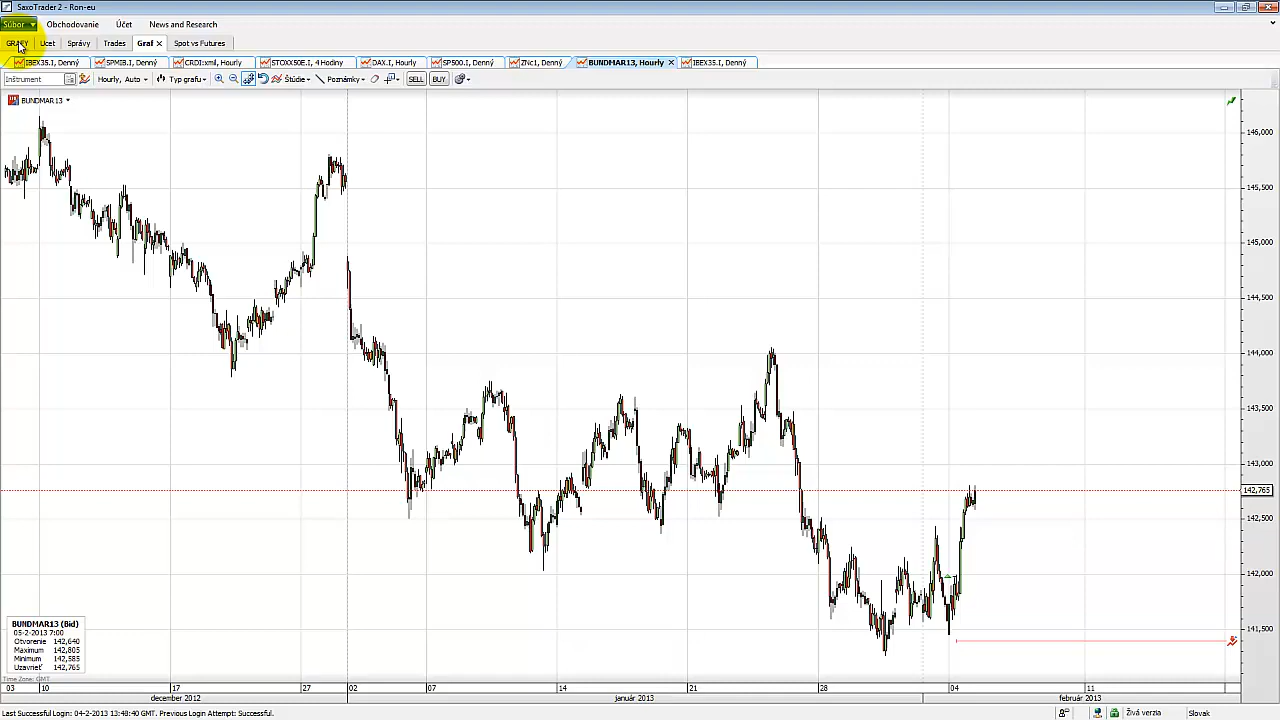 SaxoTrader 2 - Ron-eu
Súbor Obchodovanie Účet News and Research
GRAFY Ucet Správy Trades Graf Spot vs Futures
IBEX35.I, Denný SPMIB.I, Denný CRDI:xmil, Hourly STOXX50E.I, 4 Hodiny DAX.I, Hourly SP500.I, Denný ZNc1, Denný BUNDMAR13, Hourly IBEX35.I, Denný
Inštrument Hourly, Auto Typ grafu Štúdie Poznámky SELL BUY
BUNDMAR13
146,000
145,500
145,000
144,500
144,000
143,500
143,000
142,765
142,500
142,000
141,500
BUNDMAR13 (Bid)
05-2-2013 7:00
Otvorenie 142,640
Maximum 142,805
Minimum 142,585
Uzavrieť 142,765
Time Zone: GMT
03 10 17 27 02 07 14 21 28 04 11
december 2012 január 2013 február 2013
Last Successful Login: 04-2-2013 13:48:40 GMT. Previous Login Attempt: Successful. Živá verzia Slovak